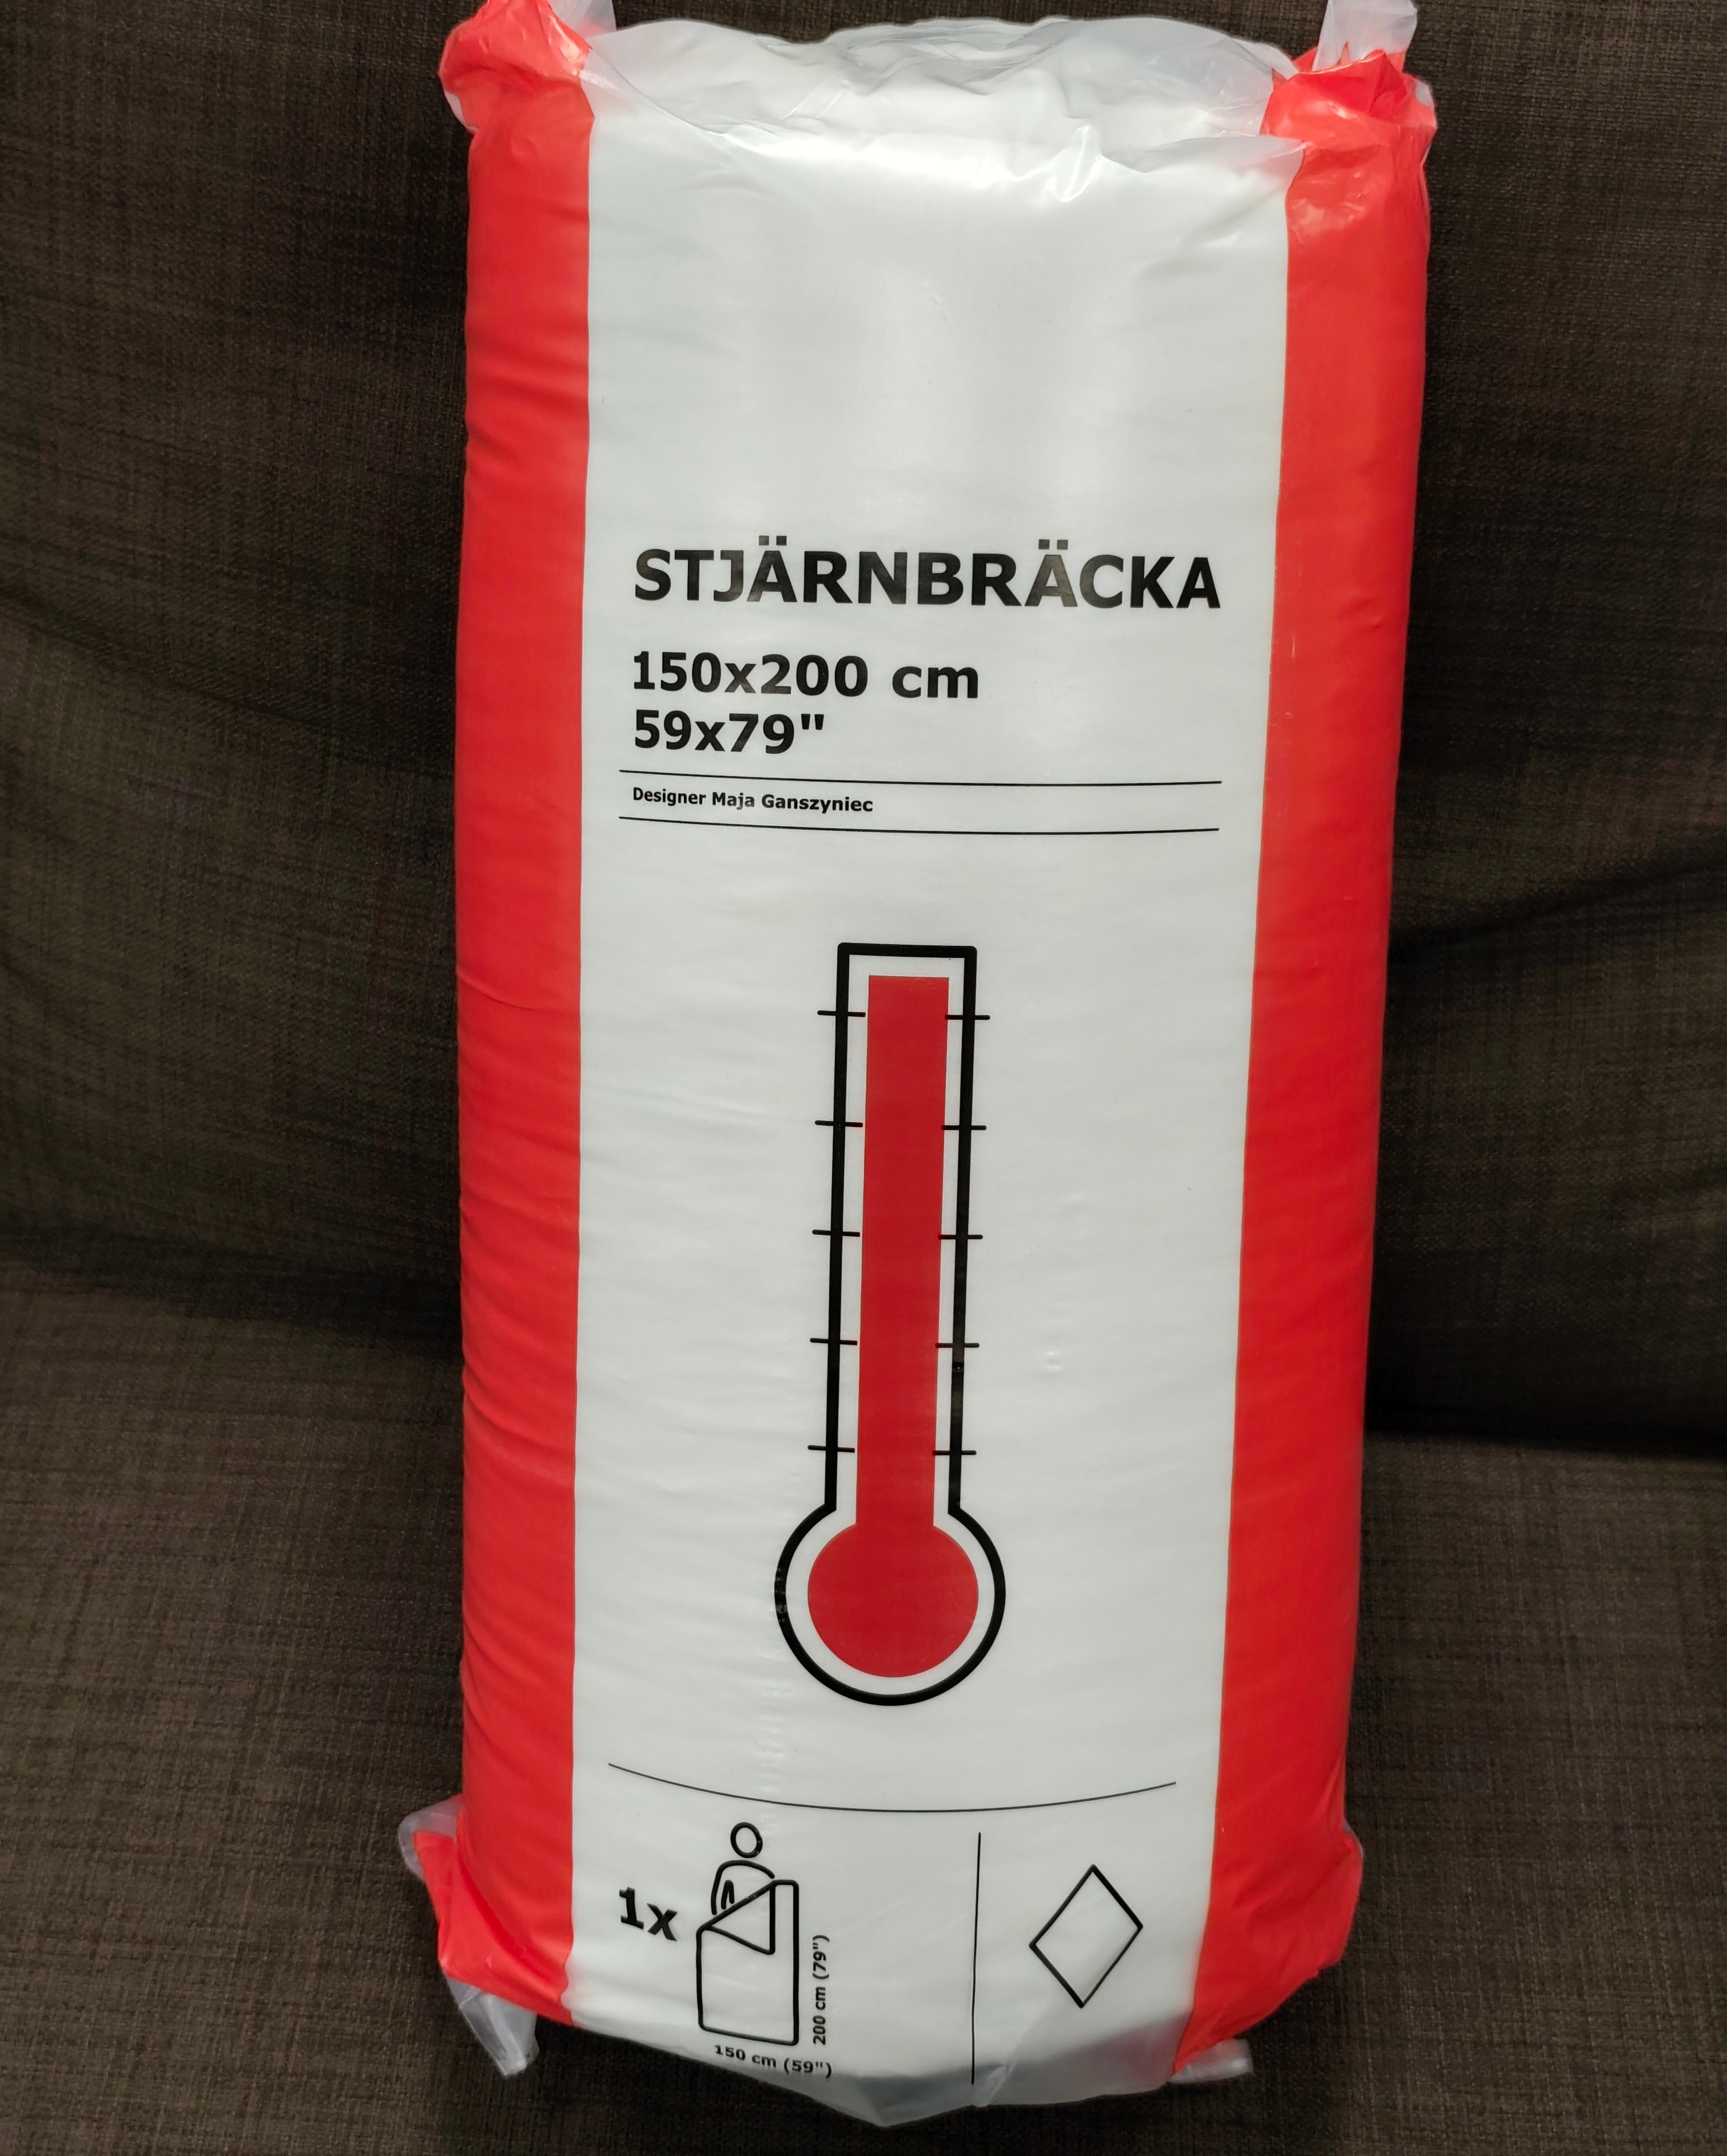 STJÄRNBRÄCKA
150x200 cm
59x79"
Designer Maja Ganszyniec
1x
200 cm (79")
150 cm (59")